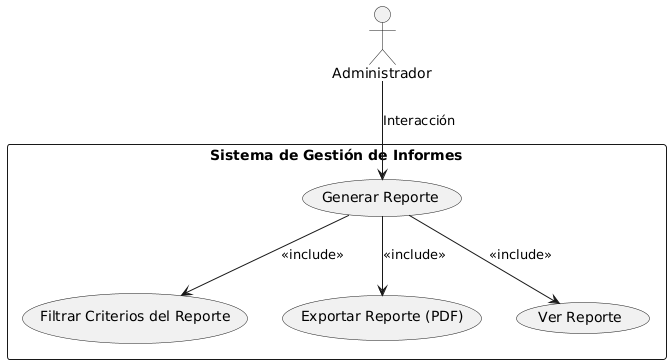 Administrador
Interacción
Sistema de Gestión de Informes
Generar Reporte
«include»
«include»
«include»
Filtrar Criterios del Reporte
Exportar Reporte (PDF)
Ver Reporte